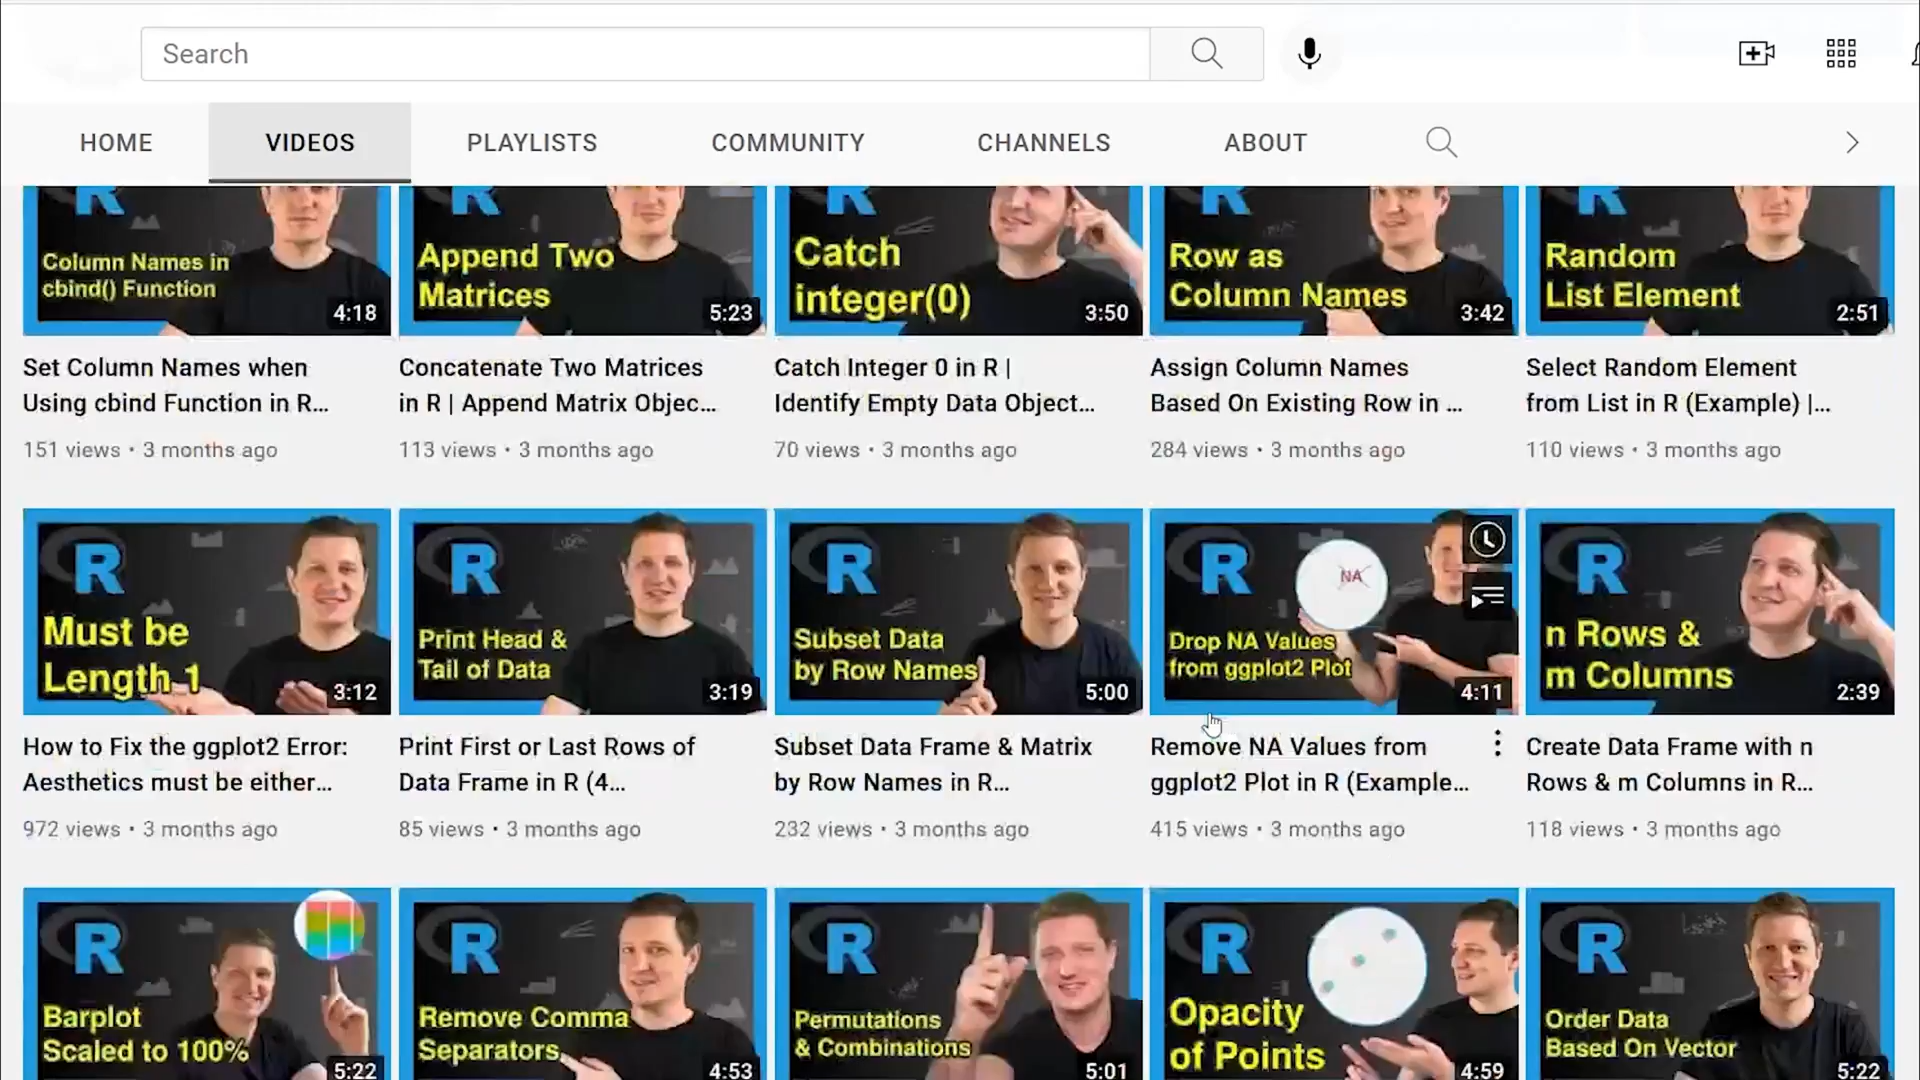 Search
HOME
VIDEOS
PLAYLISTS
COMMUNITY
CHANNELS
ABOUT
R
Column Names in
cbind() Function
4:18
R
Append Two
Matrices
5:23
R
Catch
integer(0)
3:50
R
Row as
Column Names
3:42
R
Random
List Element
2:51
Set Column Names when
Using cbind Function in R...
151 views • 3 months ago
Concatenate Two Matrices
in R | Append Matrix Objec...
113 views • 3 months ago
Catch Integer 0 in R |
Identify Empty Data Object...
70 views • 3 months ago
Assign Column Names
Based On Existing Row in ...
284 views • 3 months ago
Select Random Element
from List in R (Example) |...
110 views • 3 months ago
R
Must be
Length 1
3:12
R
Print Head &
Tail of Data
3:19
R
Subset Data
by Row Names
5:00
R
NA
Drop NA Values
from ggplot2 Plot
4:11
R
n Rows &
m Columns
2:39
How to Fix the ggplot2 Error:
Aesthetics must be either...
972 views • 3 months ago
Print First or Last Rows of
Data Frame in R (4...
85 views • 3 months ago
Subset Data Frame & Matrix
by Row Names in R...
232 views • 3 months ago
Remove NA Values from
ggplot2 Plot in R (Example...
415 views • 3 months ago
Create Data Frame with n
Rows & m Columns in R...
118 views • 3 months ago
R
Barplot
Scaled to 100%
5:22
R
Remove Comma
Separators
4:53
R
Permutations
& Combinations
5:01
R
Opacity
of Points
4:59
R
Order Data
Based On Vector
5:22